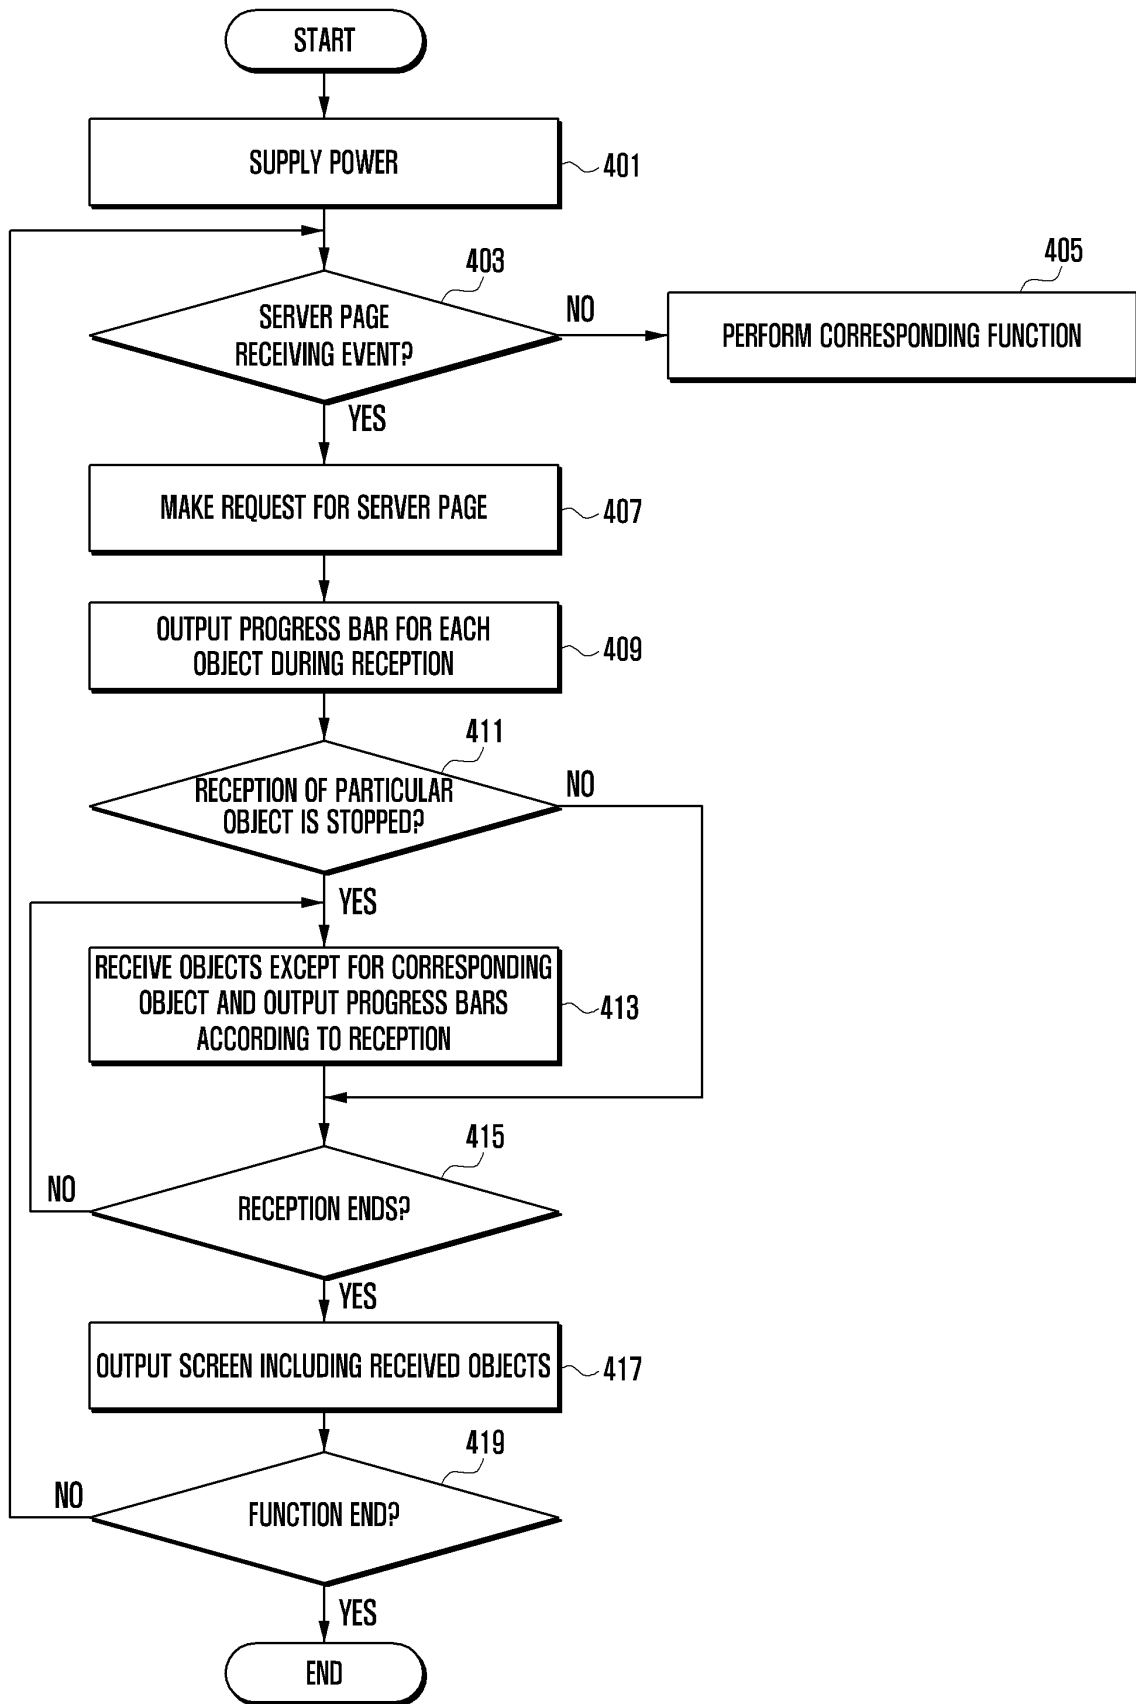 START
SUPPLY POWER
401
403
SERVER PAGE
RECEIVING EVENT?
NO
405
PERFORM CORRESPONDING FUNCTION
YES
MAKE REQUEST FOR SERVER PAGE
407
OUTPUT PROGRESS BAR FOR EACH
OBJECT DURING RECEPTION
409
411
RECEPTION OF PARTICULAR
OBJECT IS STOPPED?
NO
YES
RECEIVE OBJECTS EXCEPT FOR CORRESPONDING
OBJECT AND OUTPUT PROGRESS BARS
ACCORDING TO RECEPTION
413
415
RECEPTION ENDS?
NO
YES
OUTPUT SCREEN INCLUDING RECEIVED OBJECTS
417
419
FUNCTION END?
NO
YES
END